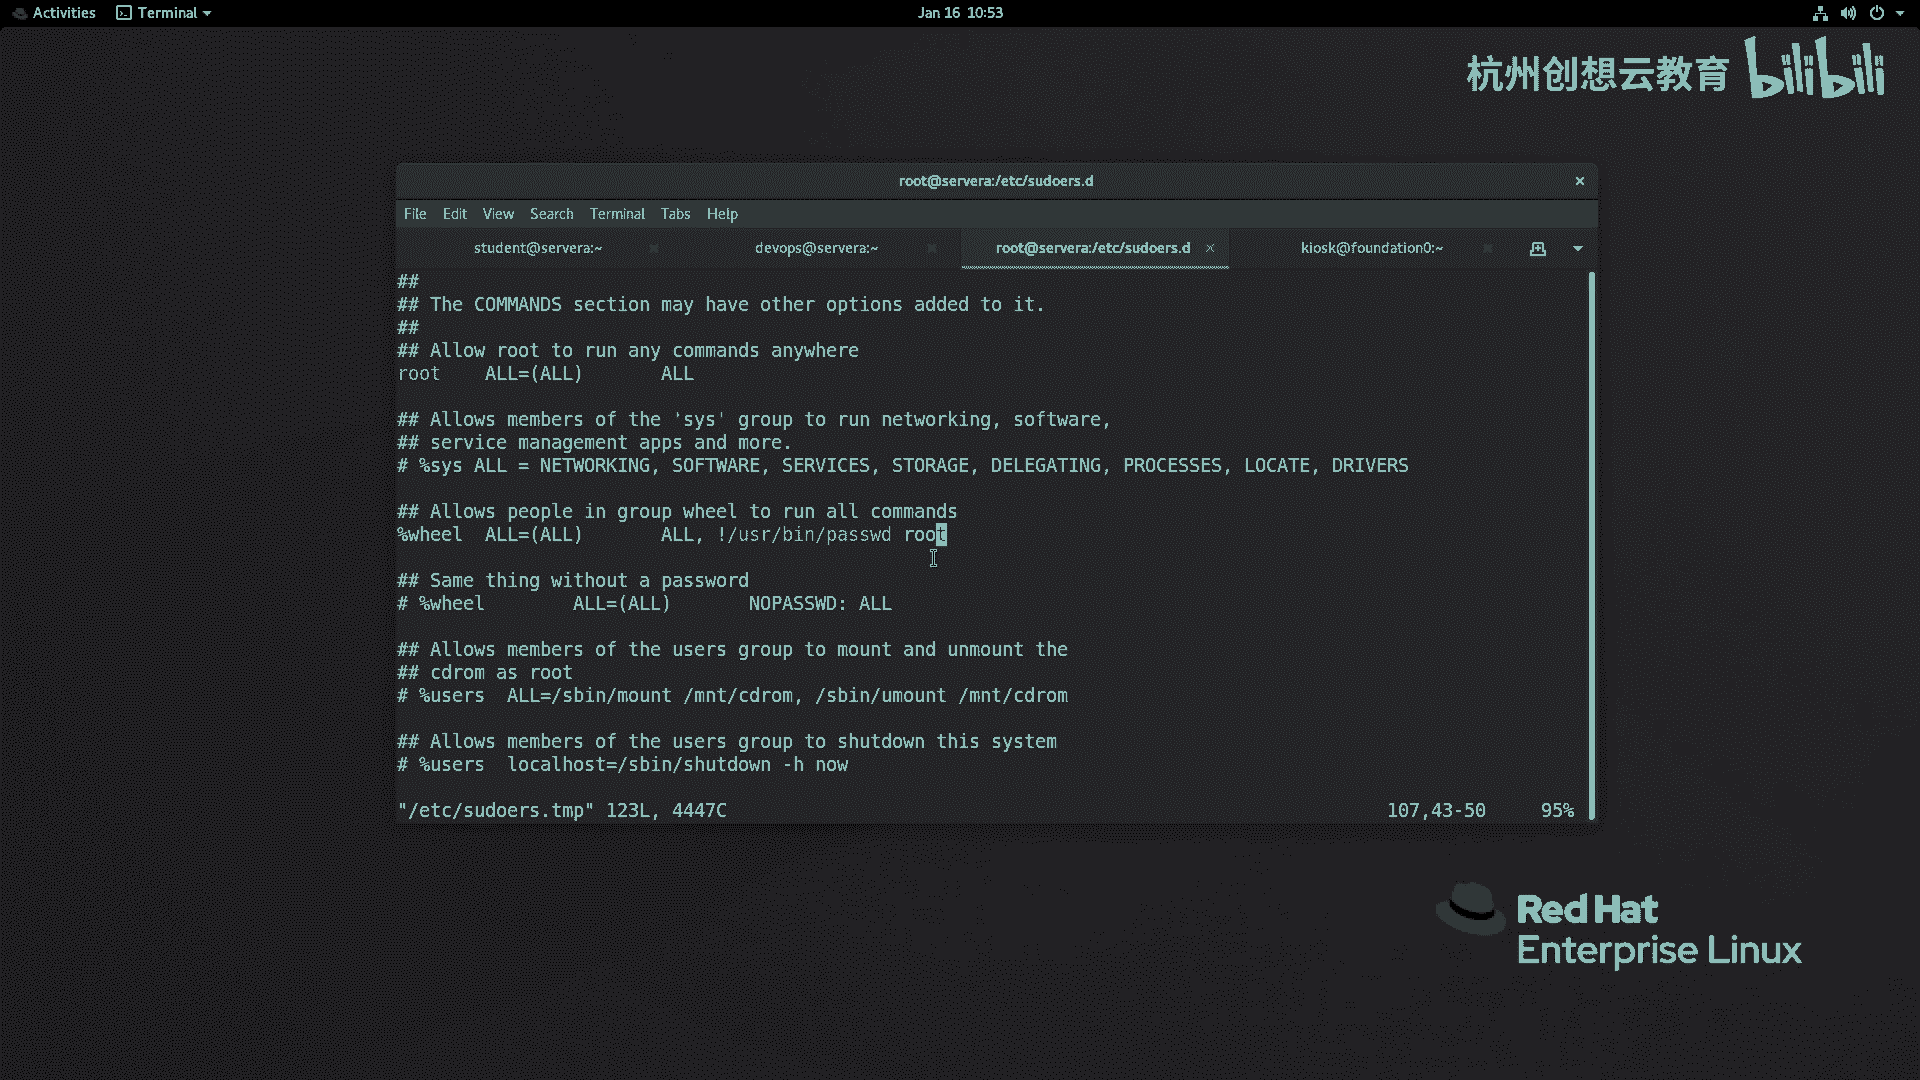 Activities Terminal Jan 16 10:53
杭州创想云教育 bilibili
root@servera:/etc/sudoers.d
File Edit View Search Terminal Tabs Help
student@servera:~ devops@servera:~ root@servera:/etc/sudoers.d kiosk@foundation0:~
##
## The COMMANDS section may have other options added to it.
##
## Allow root to run any commands anywhere
root    ALL=(ALL)       ALL
## Allows members of the 'sys' group to run networking, software,
## service management apps and more.
# %sys ALL = NETWORKING, SOFTWARE, SERVICES, STORAGE, DELEGATING, PROCESSES, LOCATE, DRIVERS
## Allows people in group wheel to run all commands
%wheel  ALL=(ALL)       ALL, !/usr/bin/passwd root
## Same thing without a password
# %wheel        ALL=(ALL)       NOPASSWD: ALL
## Allows members of the users group to mount and unmount the
## cdrom as root
# %users  ALL=/sbin/mount /mnt/cdrom, /sbin/umount /mnt/cdrom
## Allows members of the users group to shutdown this system
# %users  localhost=/sbin/shutdown -h now
"/etc/sudoers.tmp" 123L, 4447C 107,43-50 95%
Red Hat
Enterprise Linux